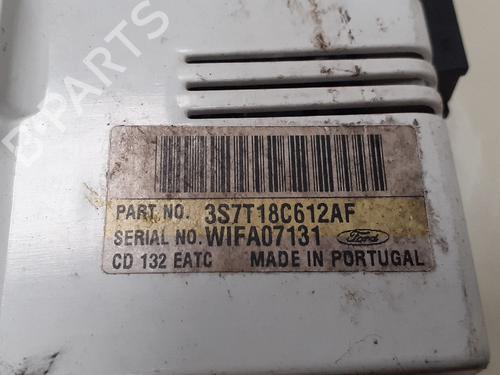 B-PARTS
PART NO. 3S7T18C612AF
SERIAL NO. WIFA07131
Ford
CD 132 EATC MADE IN PORTUGAL